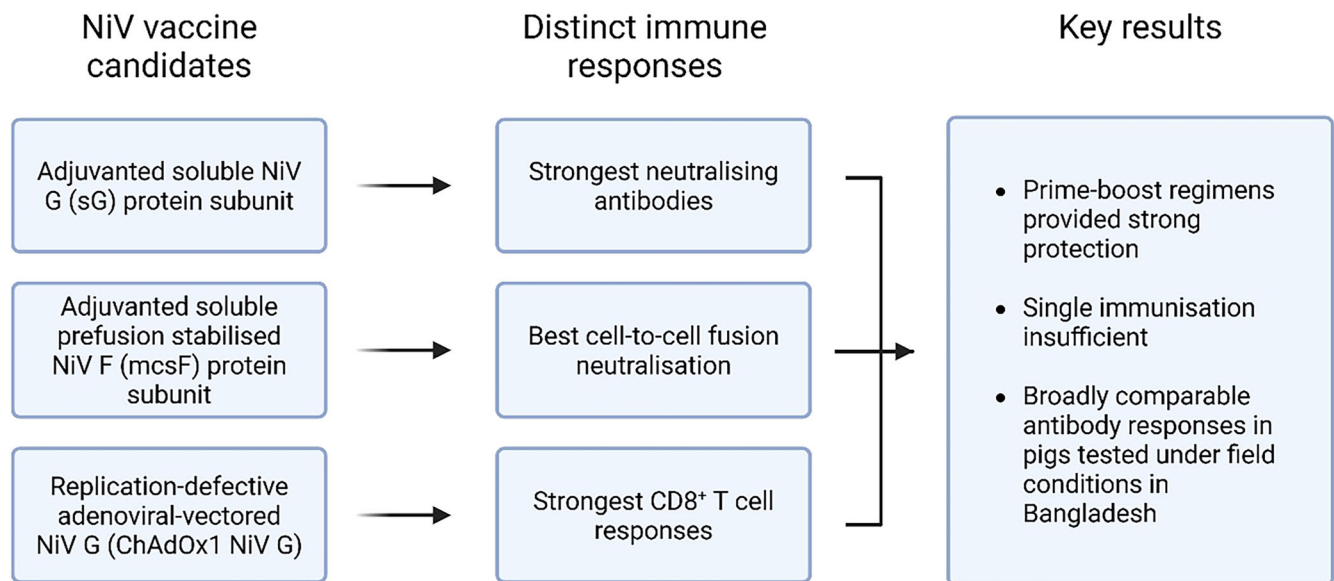 NiV vaccine
candidates
Distinct immune
responses
Key results
Adjuvanted soluble NiV
G (sG) protein subunit
Strongest neutralising
antibodies
Adjuvanted soluble
prefusion stabilised
NiV F (mcsF) protein
subunit
Best cell-to-cell fusion
neutralisation
Replication-defective
adenoviral-vectored
NiV G (ChAdOx1 NiV G)
Strongest CD8⁺ T cell
responses
• Prime-boost regimens
provided strong
protection
• Single immunisation
insufficient
• Broadly comparable
antibody responses in
pigs tested under field
conditions in
Bangladesh